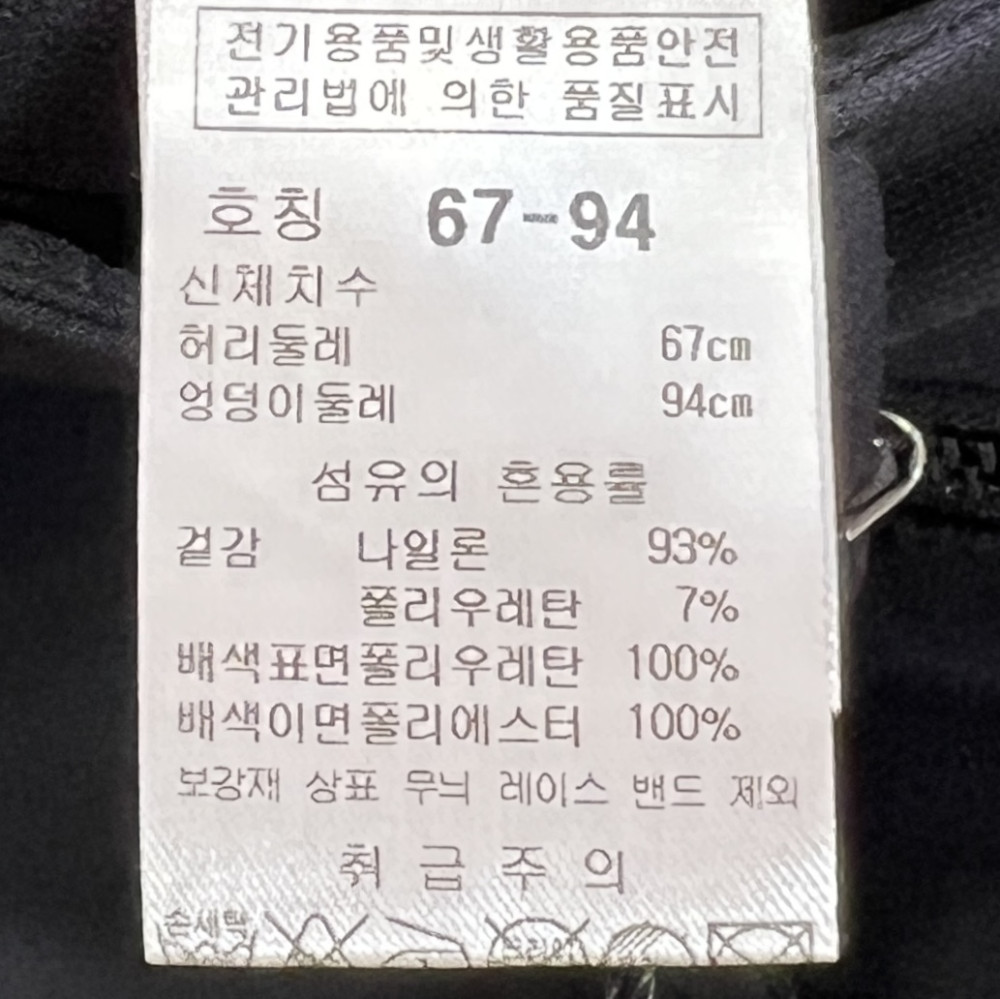 전기용품및생활용품안전
관리법에 의한 품질표시
호칭 67-94
신체치수
허리둘레 67cm
엉덩이둘레 94cm
섬유의 혼용률
겉감 나일론 93%
폴리우레탄 7%
배색표면폴리우레탄 100%
배색이면폴리에스터 100%
보강재 상표 무늬 레이스 밴드 제외
취급주의
손세탁